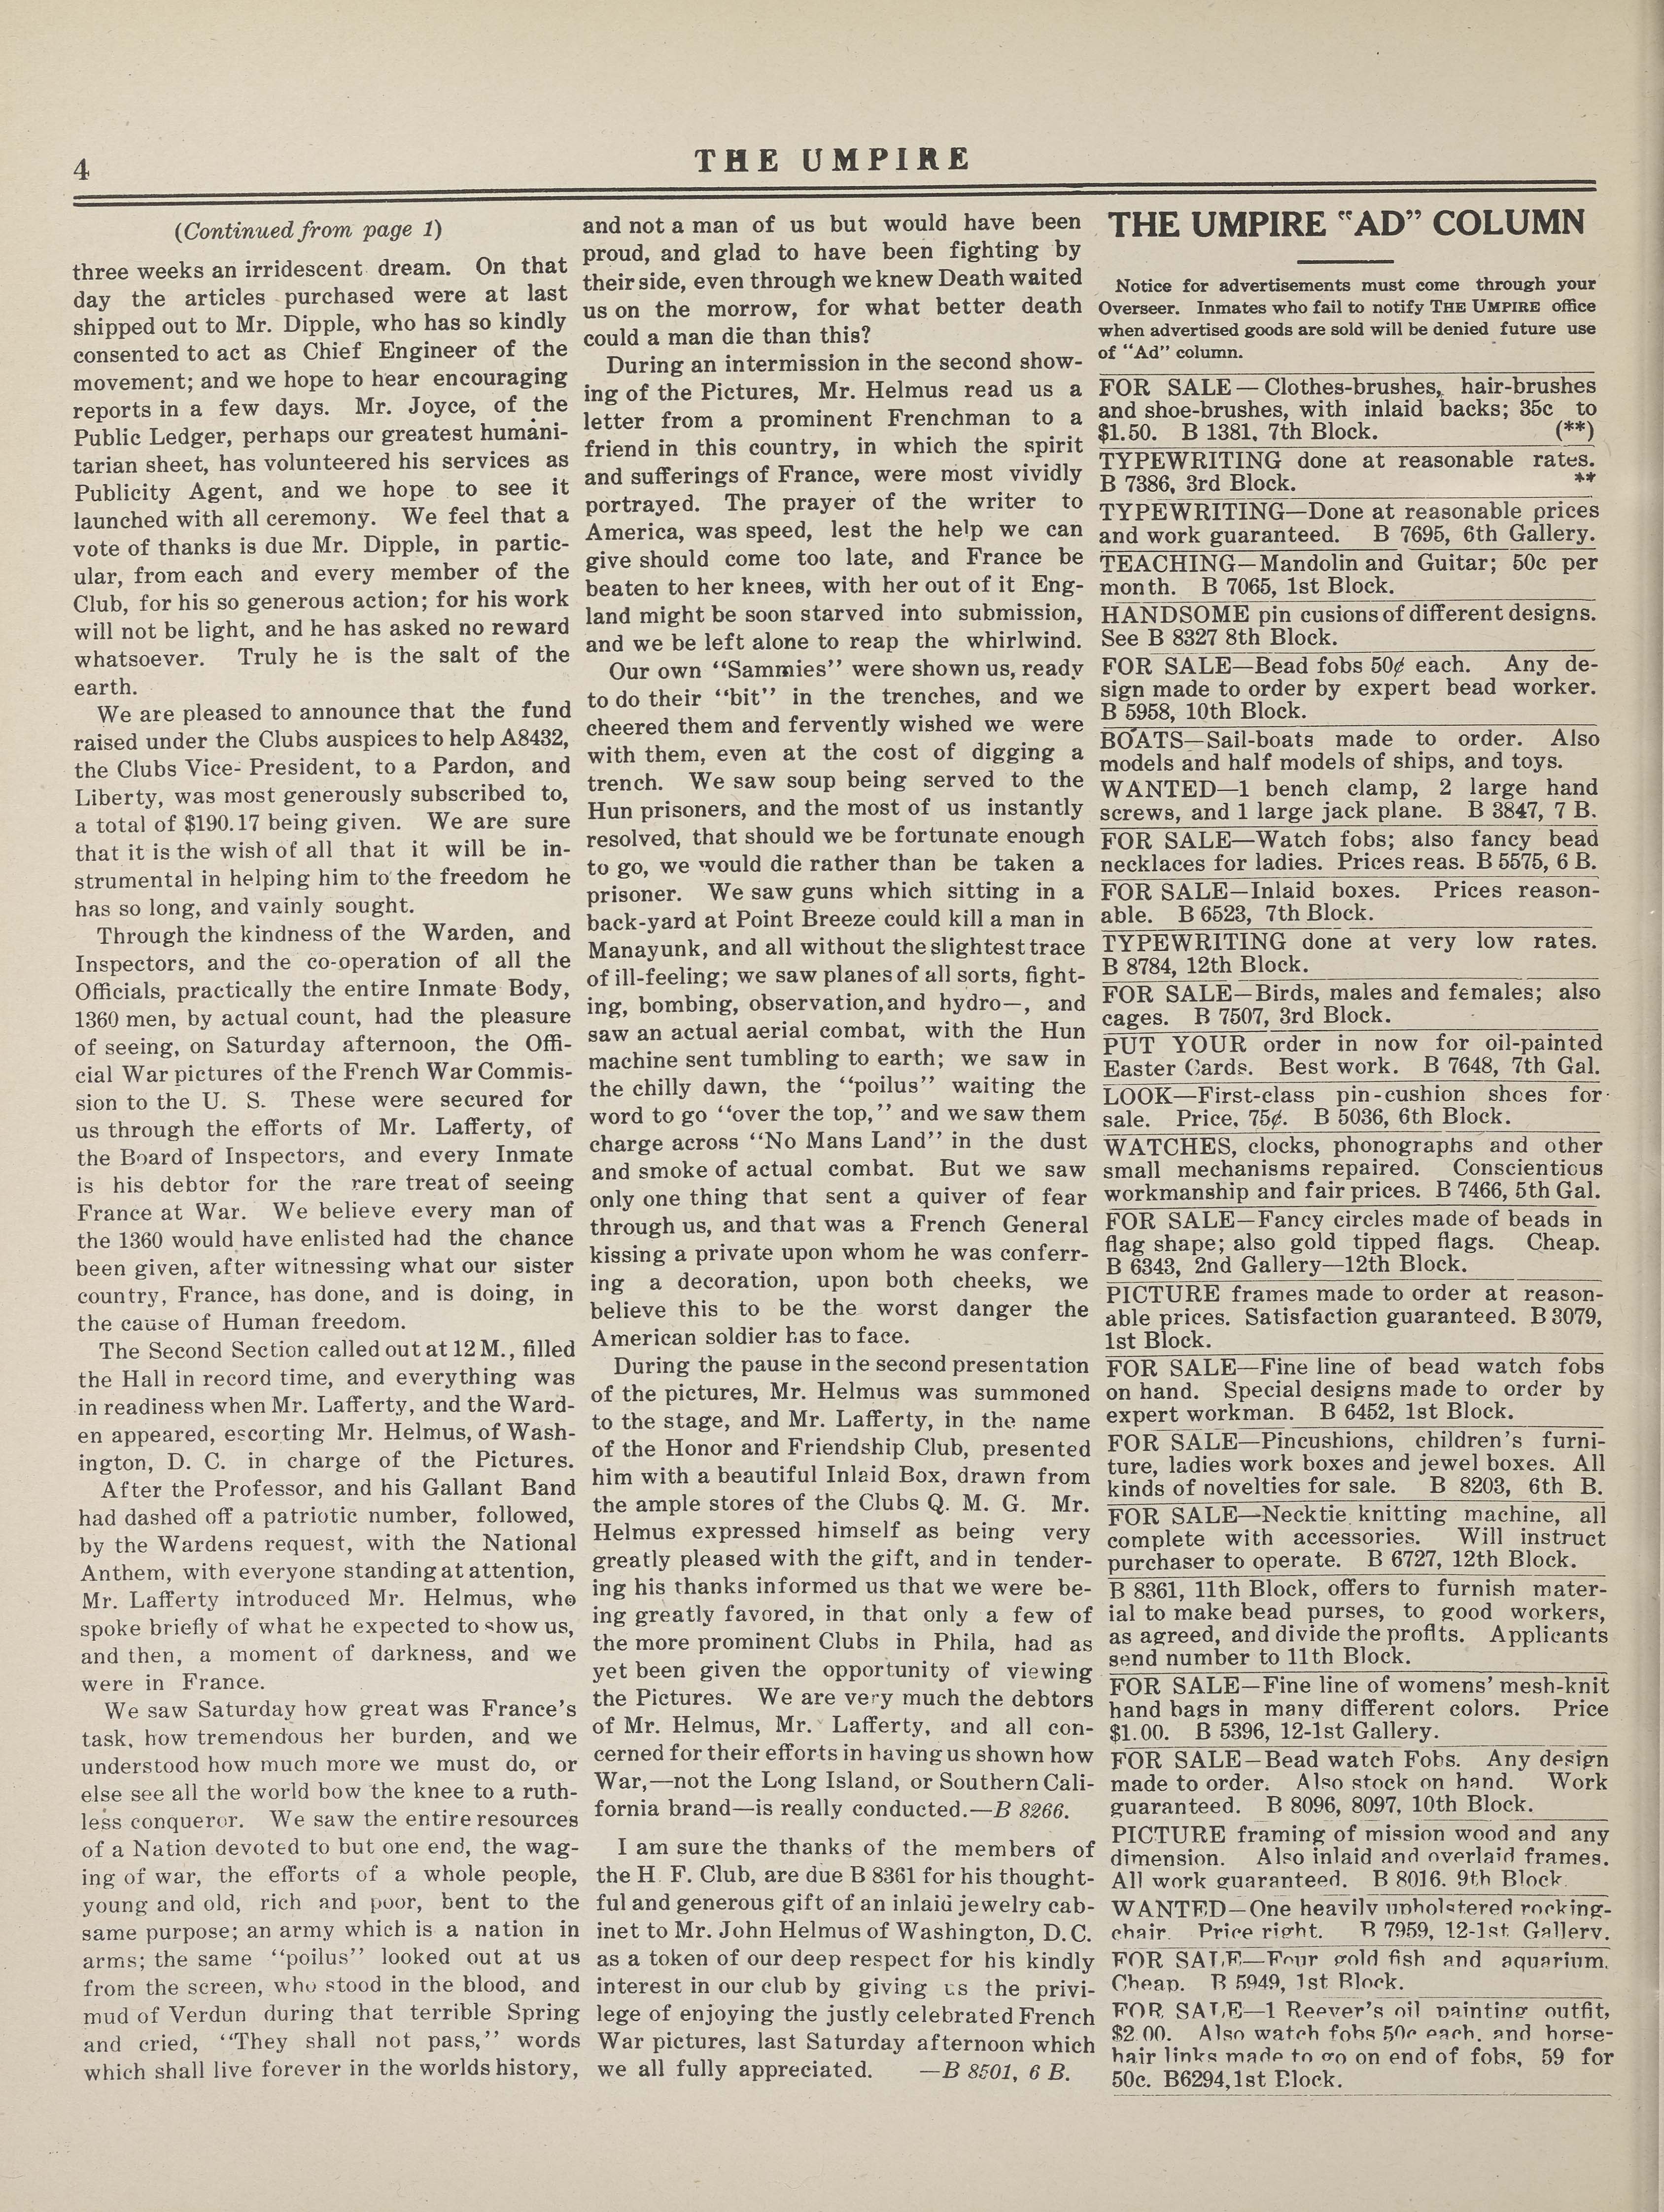 4
THE UMPIRE
(Continued from page 1)
three weeks an irridescent dream. On that
day the articles purchased were at last
shipped out to Mr. Dipple, who has so kindly
consented to act as Chief Engineer of the
movement; and we hope to hear encouraging
reports in a few days. Mr. Joyce, of the
Public Ledger, perhaps our greatest humani-
tarian sheet, has volunteered his services as
Publicity Agent, and we hope to see it
launched with all ceremony. We feel that a
vote of thanks is due Mr. Dipple, in partic-
ular, from each and every member of the
Club, for his so generous action; for his work
will not be light, and he has asked no reward
whatsoever. Truly he is the salt of the
earth.
We are pleased to announce that the fund
raised under the Clubs auspices to help A8432,
the Clubs Vice- President, to a Pardon, and
Liberty, was most generously subscribed to,
a total of $190.17 being given. We are sure
that it is the wish of all that it will be in-
strumental in helping him to the freedom he
has so long, and vainly sought.
Through the kindness of the Warden, and
Inspectors, and the co-operation of all the
Officials, practically the entire Inmate Body,
1360 men, by actual count, had the pleasure
of seeing, on Saturday afternoon, the Offi-
cial War pictures of the French War Commis-
sion to the U. S. These were secured for
us through the efforts of Mr. Lafferty, of
the Board of Inspectors, and every Inmate
is his debtor for the rare treat of seeing
France at War. We believe every man of
the 1360 would have enlisted had the chance
been given, after witnessing what our sister
country, France, has done, and is doing, in
the cause of Human freedom.
The Second Section called out at 12 M., filled
the Hall in record time, and everything was
in readiness when Mr. Lafferty, and the Ward-
en appeared, escorting Mr. Helmus, of Wash-
ington, D. C. in charge of the Pictures.
After the Professor, and his Gallant Band
had dashed off a patriotic number, followed,
by the Wardens request, with the National
Anthem, with everyone standing at attention,
Mr. Lafferty introduced Mr. Helmus, who
spoke briefly of what he expected to show us,
and then, a moment of darkness, and we
were in France.
We saw Saturday how great was France's
task, how tremendous her burden, and we
understood how much more we must do, or
else see all the world bow the knee to a ruth-
less conqueror. We saw the entire resources
of a Nation devoted to but one end, the wag-
ing of war, the efforts of a whole people,
young and old, rich and poor, bent to the
same purpose; an army which is a nation in
arms; the same "poilus" looked out at us
from the screen, who stood in the blood, and
mud of Verdun during that terrible Spring
and cried, "They shall not pass," words
which shall live forever in the worlds history,
and not a man of us but would have been
proud, and glad to have been fighting by
their side, even through we knew Death waited
us on the morrow, for what better death
could a man die than this?
During an intermission in the second show-
ing of the Pictures, Mr. Helmus read us a
letter from a prominent Frenchman to a
friend in this country, in which the spirit
and sufferings of France, were most vividly
portrayed. The prayer of the writer to
America, was speed, lest the help we can
give should come too late, and France be
beaten to her knees, with her out of it Eng-
land might be soon starved into submission,
and we be left alone to reap the whirlwind.
Our own "Sammies" were shown us, ready
to do their "bit" in the trenches, and we
cheered them and fervently wished we were
with them, even at the cost of digging a
trench. We saw soup being served to the
Hun prisoners, and the most of us instantly
resolved, that should we be fortunate enough
to go, we would die rather than be taken a
prisoner. We saw guns which sitting in a
back-yard at Point Breeze could kill a man in
Manayunk, and all without the slightest trace
of ill-feeling; we saw planes of all sorts, fight-
ing, bombing, observation, and hydro—, and
saw an actual aerial combat, with the Hun
machine sent tumbling to earth; we saw in
the chilly dawn, the "poilus" waiting the
word to go "over the top," and we saw them
charge across "No Mans Land" in the dust
and smoke of actual combat. But we saw
only one thing that sent a quiver of fear
through us, and that was a French General
kissing a private upon whom he was conferr-
ing a decoration, upon both cheeks, we
believe this to be the worst danger the
American soldier has to face.
During the pause in the second presentation
of the pictures, Mr. Helmus was summoned
to the stage, and Mr. Lafferty, in the name
of the Honor and Friendship Club, presented
him with a beautiful Inlaid Box, drawn from
the ample stores of the Clubs Q. M. G. Mr.
Helmus expressed himself as being very
greatly pleased with the gift, and in tender-
ing his thanks informed us that we were be-
ing greatly favored, in that only a few of
the more prominent Clubs in Phila, had as
yet been given the opportunity of viewing
the Pictures. We are very much the debtors
of Mr. Helmus, Mr. Lafferty, and all con-
cerned for their efforts in having us shown how
War,—not the Long Island, or Southern Cali-
fornia brand—is really conducted.—B 8266.
I am sure the thanks of the members of
the H. F. Club, are due B 8361 for his thought-
ful and generous gift of an inlaid jewelry cab-
inet to Mr. John Helmus of Washington, D.C.
as a token of our deep respect for his kindly
interest in our club by giving us the privi-
lege of enjoying the justly celebrated French
War pictures, last Saturday afternoon which
we all fully appreciated. —B 8501, 6 B.
THE UMPIRE "AD" COLUMN
Notice for advertisements must come through your
Overseer. Inmates who fail to notify THE UMPIRE office
when advertised goods are sold will be denied future use
of "Ad" column.
FOR SALE — Clothes-brushes, hair-brushes
and shoe-brushes, with inlaid backs; 35c to
$1.50. B 1381, 7th Block. (**)
TYPEWRITING done at reasonable rates.
B 7386, 3rd Block. **
TYPEWRITING—Done at reasonable prices
and work guaranteed. B 7695, 6th Gallery.
TEACHING—Mandolin and Guitar; 50c per
month. B 7065, 1st Block.
HANDSOME pin cusions of different designs.
See B 8327 8th Block.
FOR SALE—Bead fobs 50¢ each. Any de-
sign made to order by expert bead worker.
B 5958, 10th Block.
BOATS—Sail-boats made to order. Also
models and half models of ships, and toys.
WANTED—1 bench clamp, 2 large hand
screws, and 1 large jack plane. B 3847, 7 B.
FOR SALE—Watch fobs; also fancy bead
necklaces for ladies. Prices reas. B 5575, 6 B.
FOR SALE—Inlaid boxes. Prices reason-
able. B 6523, 7th Block.
TYPEWRITING done at very low rates.
B 8784, 12th Block.
FOR SALE—Birds, males and females; also
cages. B 7507, 3rd Block.
PUT YOUR order in now for oil-painted
Easter Cards. Best work. B 7648, 7th Gal.
LOOK—First-class pin-cushion shoes for
sale. Price, 75¢. B 5036, 6th Block.
WATCHES, clocks, phonographs and other
small mechanisms repaired. Conscientious
workmanship and fair prices. B 7466, 5th Gal.
FOR SALE—Fancy circles made of beads in
flag shape; also gold tipped flags. Cheap.
B 6343, 2nd Gallery—12th Block.
PICTURE frames made to order at reason-
able prices. Satisfaction guaranteed. B 3079,
1st Block.
FOR SALE—Fine line of bead watch fobs
on hand. Special designs made to order by
expert workman. B 6452, 1st Block.
FOR SALE—Pincushions, children's furni-
ture, ladies work boxes and jewel boxes. All
kinds of novelties for sale. B 8203, 6th B.
FOR SALE—Necktie knitting machine, all
complete with accessories. Will instruct
purchaser to operate. B 6727, 12th Block.
B 8361, 11th Block, offers to furnish mater-
ial to make bead purses, to good workers,
as agreed, and divide the profits. Applicants
send number to 11th Block.
FOR SALE—Fine line of womens' mesh-knit
hand bags in many different colors. Price
$1.00. B 5396, 12-1st Gallery.
FOR SALE—Bead watch Fobs. Any design
made to order. Also stock on hand. Work
guaranteed. B 8096, 8097, 10th Block.
PICTURE framing of mission wood and any
dimension. Also inlaid and overlaid frames.
All work guaranteed. B 8016. 9th Block.
WANTED—One heavily upholstered rocking-
chair. Price right. B 7959, 12-1st Gallery.
FOR SALE—Four gold fish and aquarium.
Cheap. B 5949, 1st Block.
FOR SALE—1 Reever's oil painting outfit,
$2.00. Also watch fobs 50c each, and horse-
hair links made to go on end of fobs, 59 for
50c. B6294, 1st Block.